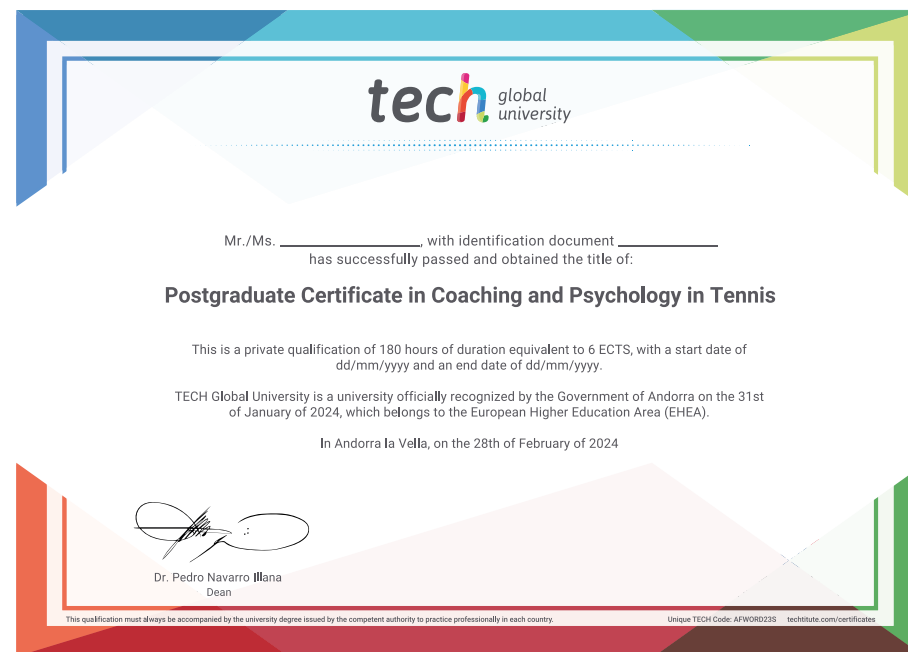 tech global university
Mr./Ms. ____________, with identification document ____________
has successfully passed and obtained the title of:
Postgraduate Certificate in Coaching and Psychology in Tennis
This is a private qualification of 180 hours of duration equivalent to 6 ECTS, with a start date of
dd/mm/yyyy and an end date of dd/mm/yyyy.
TECH Global University is a university officially recognized by the Government of Andorra on the 31st
of January of 2024, which belongs to the European Higher Education Area (EHEA).
In Andorra la Vella, on the 28th of February of 2024
Dr. Pedro Navarro Illana
Dean
This qualification must always be accompanied by the university degree issued by the competent authority to practice professionally in each country.
Unique TECH Code: AFWORD23S techtitute.com/certificates